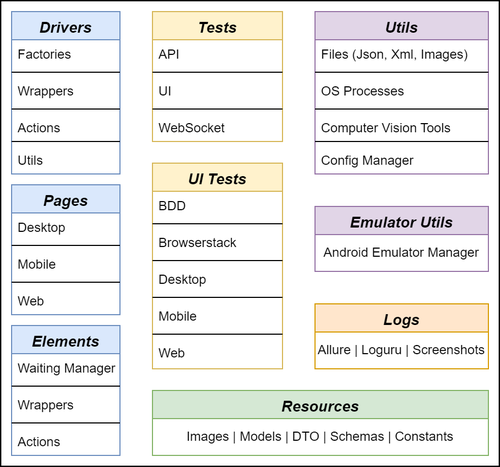 Drivers
Factories
Wrappers
Actions
Utils
Pages
Desktop
Mobile
Web
Elements
Waiting Manager
Wrappers
Actions
Tests
API
UI
WebSocket
UI Tests
BDD
Browserstack
Desktop
Mobile
Web
Utils
Files (Json, Xml, Images)
OS Processes
Computer Vision Tools
Config Manager
Emulator Utils
Android Emulator Manager
Logs
Allure | Loguru | Screenshots
Resources
Images | Models | DTO | Schemas | Constants